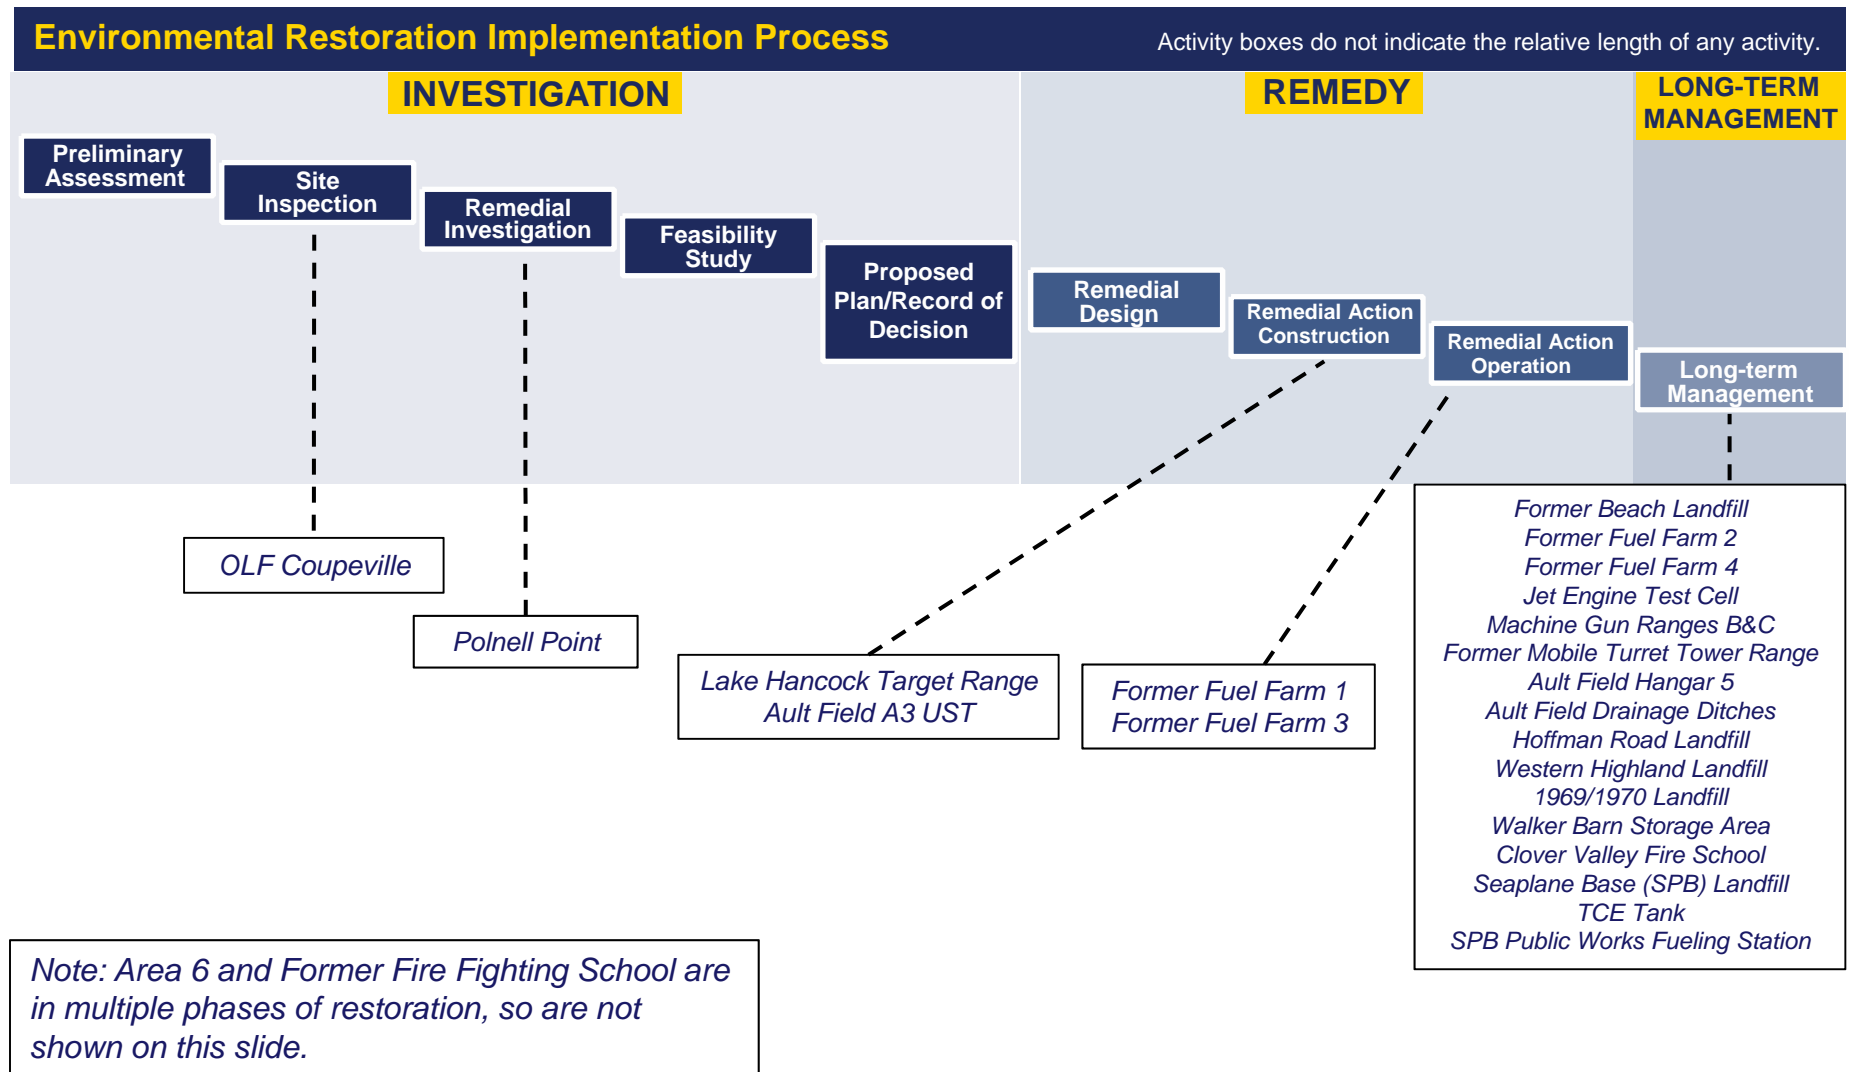 Environmental Restoration Implementation Process
Activity boxes do not indicate the relative length of any activity.
INVESTIGATION
REMEDY
LONG-TERM
MANAGEMENT
Preliminary
Assessment
Site
Inspection
Remedial
Investigation
Feasibility
Study
Proposed
Plan/Record of
Decision
Remedial
Design
Remedial Action
Construction
Remedial Action
Operation
Long-term
Management
OLF Coupeville
Polnell Point
Lake Hancock Target Range
Ault Field A3 UST
Former Fuel Farm 1
Former Fuel Farm 3
Former Beach Landfill
Former Fuel Farm 2
Former Fuel Farm 4
Jet Engine Test Cell
Machine Gun Ranges B&C
Former Mobile Turret Tower Range
Ault Field Hangar 5
Ault Field Drainage Ditches
Hoffman Road Landfill
Western Highland Landfill
1969/1970 Landfill
Walker Barn Storage Area
Clover Valley Fire School
Seaplane Base (SPB) Landfill
TCE Tank
SPB Public Works Fueling Station
Note: Area 6 and Former Fire Fighting School are
in multiple phases of restoration, so are not
shown on this slide.